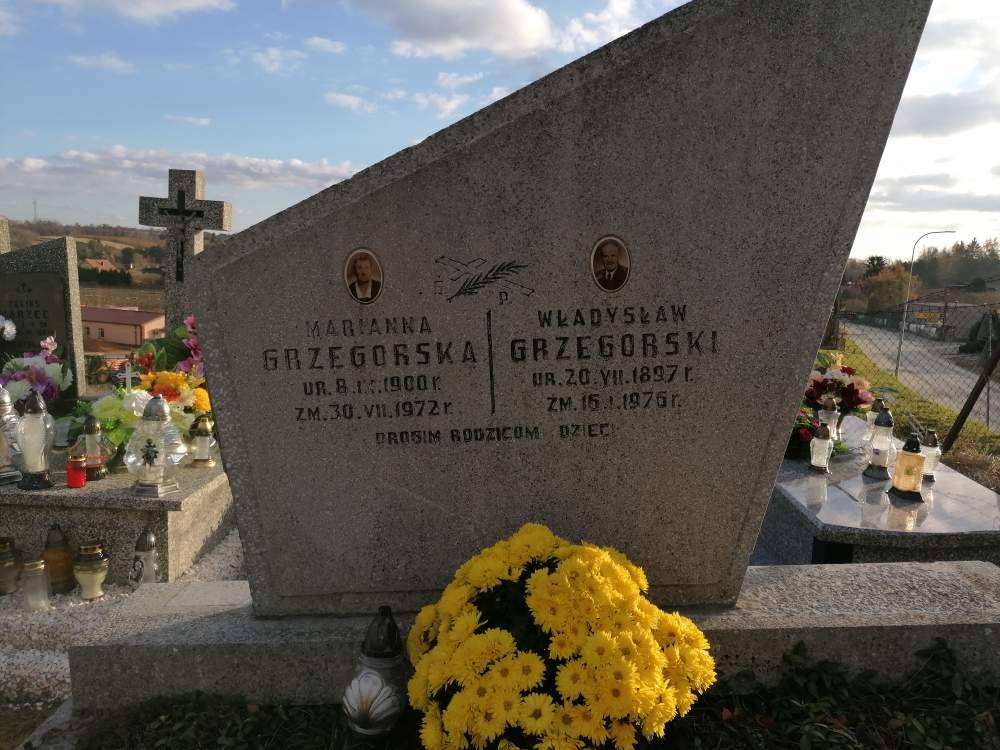 Ś P
MARIANNA
GRZEGORSKA
UR. 8.IX.1900 r.
ZM. 30.VII.1972 r.
WŁADYSŁAW
GRZEGORSKI
UR. 20.VII.1897 r.
ZM. 16.I.1976 r.
DROGIM RODZICOM DZIECI
FELIKS